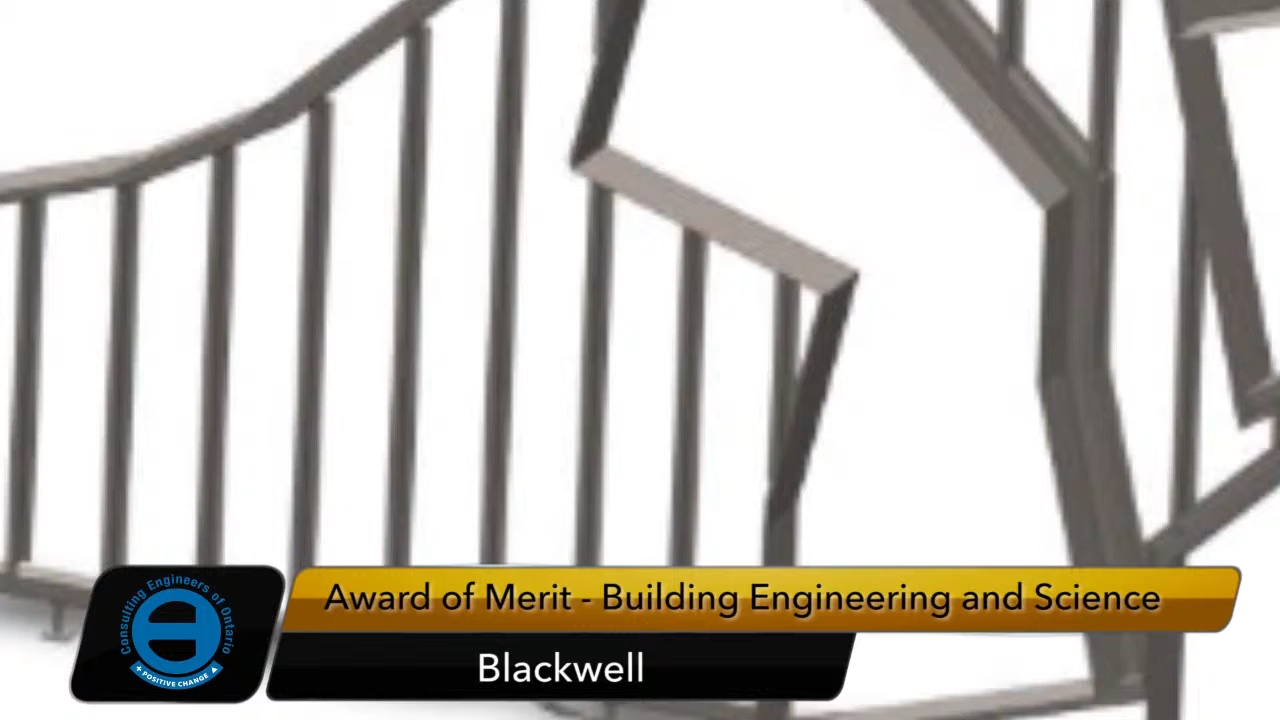 Award of Merit - Building Engineering and Science
Blackwell
Consulting Engineers of Ontario
+ POSITIVE CHANGE ▲